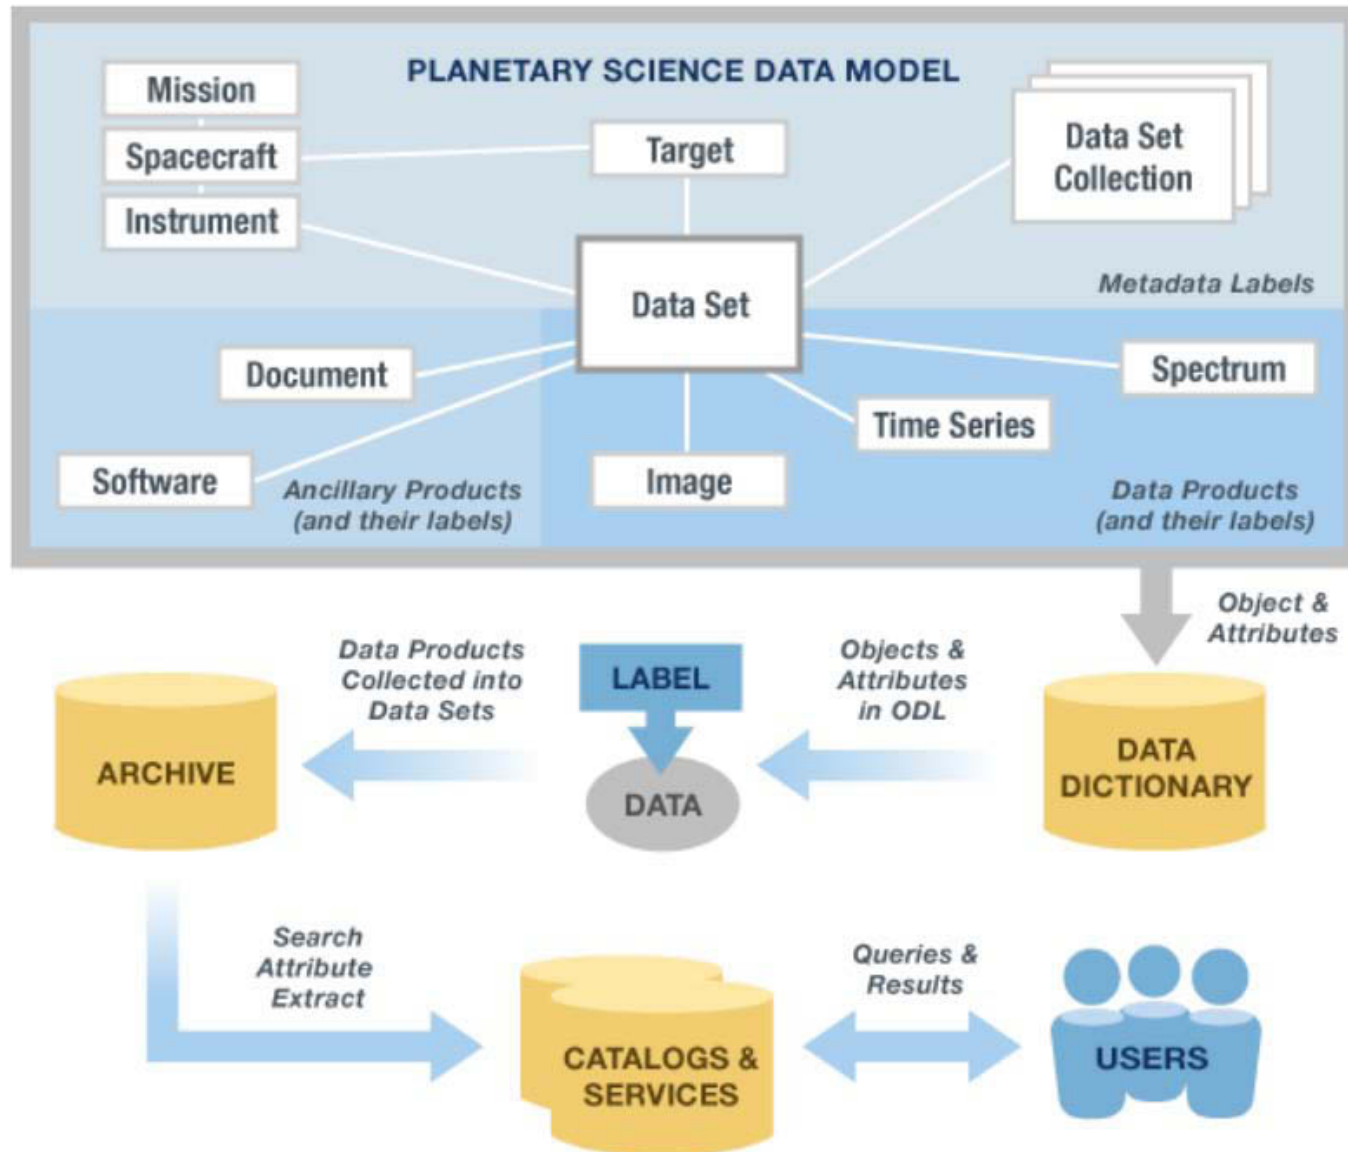 PLANETARY SCIENCE DATA MODEL
Mission
Spacecraft
Instrument
Target
Data Set
Collection
Metadata Labels
Data Set
Document
Software
Ancillary Products
(and their labels)
Image
Time Series
Spectrum
Data Products
(and their labels)
Object &
Attributes
DATA
DICTIONARY
Objects &
Attributes
in ODL
LABEL
DATA
Data Products
Collected into
Data Sets
ARCHIVE
Search
Attribute
Extract
CATALOGS &
SERVICES
Queries &
Results
USERS